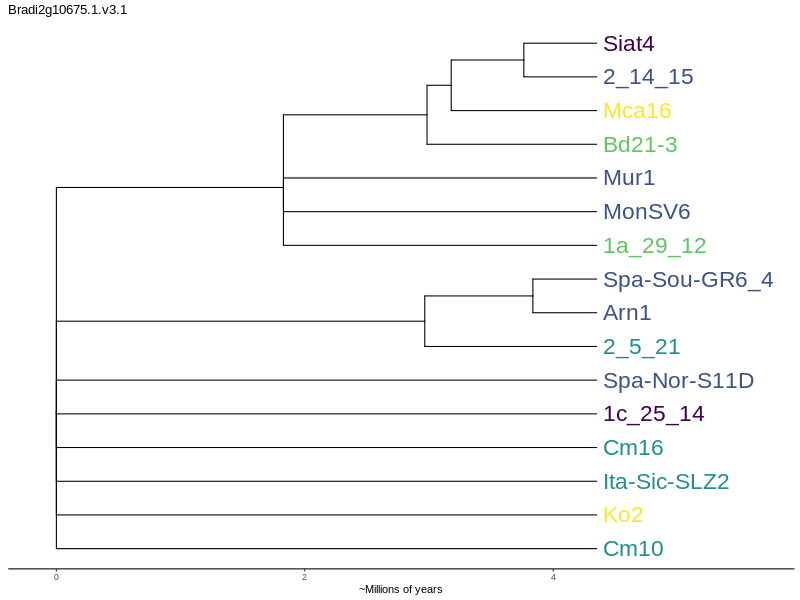 Bradi2g10675.1.v3.1
Siat4
2_14_15
Mca16
Bd21-3
Mur1
MonSV6
1a_29_12
Spa-Sou-GR6_4
Arn1
2_5_21
Spa-Nor-S11D
1c_25_14
Cm16
Ita-Sic-SLZ2
Ko2
Cm10
0 2 4
~Millions of years